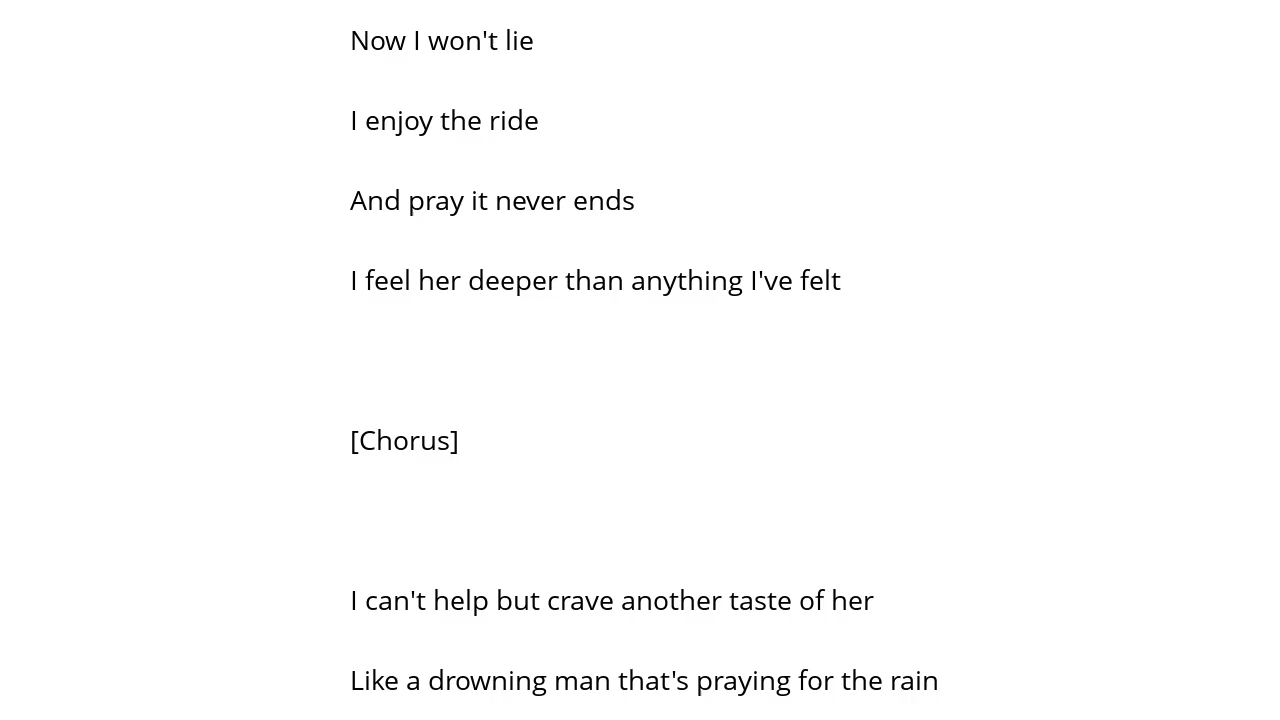 Now I won't lie
I enjoy the ride
And pray it never ends
I feel her deeper than anything I've felt
[Chorus]
I can't help but crave another taste of her
Like a drowning man that's praying for the rain